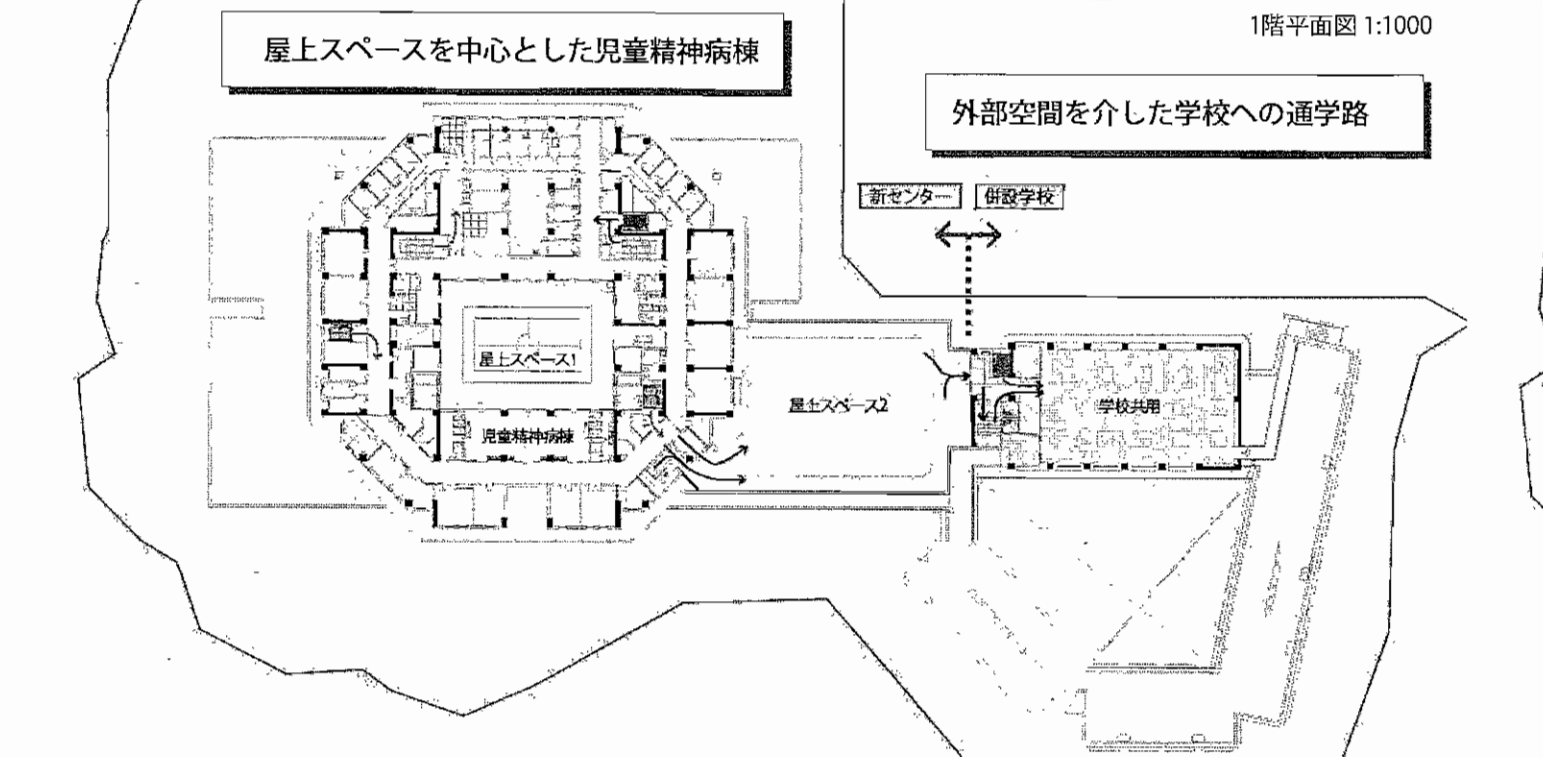 1階平面図 1:1000
屋上スペースを中心とした児童精神病棟
外部空間を介した学校への通学路
新センター
併設学校
屋上スペース1
屋上スペース2
学校共用
児童精神病棟